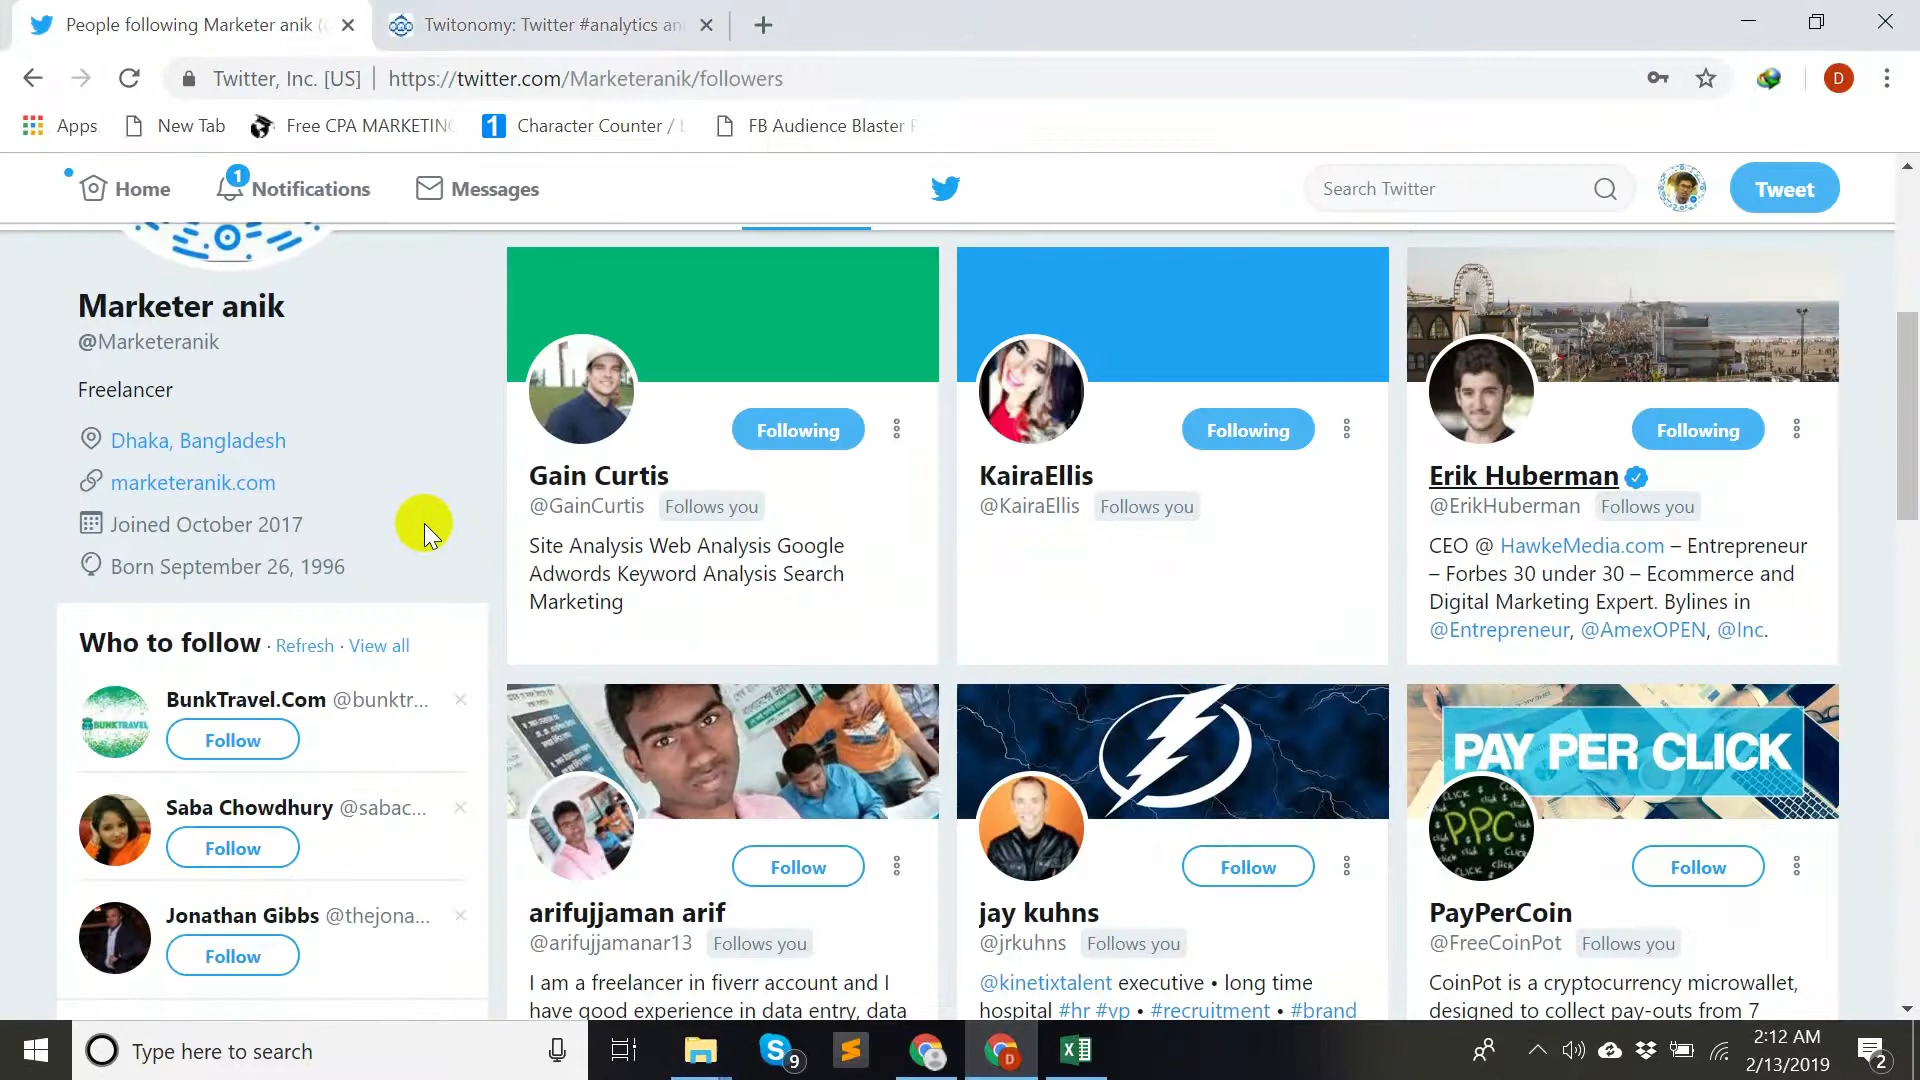 People following Marketer anik (
Twitonomy: Twitter #analytics an
Twitter, Inc. [US]
https://twitter.com/Marketeranik/followers
D
Apps
New Tab
Free CPA MARKETING
1
Character Counter /
FB Audience Blaster
1
Home
Notifications
Messages
Search Twitter
Tweet
Marketer anik
@Marketeranik
Freelancer
Dhaka, Bangladesh
marketeranik.com
Joined October 2017
Born September 26, 1996
Who to follow · Refresh · View all
BunkTravel.Com @bunktr...
BUNKTRAVEL
Follow
Saba Chowdhury @sabac...
Follow
Jonathan Gibbs @thejona...
Follow
Following
Gain Curtis
@GainCurtis Follows you
Site Analysis Web Analysis Google
Adwords Keyword Analysis Search
Marketing
Following
KairaEllis
@KairaEllis Follows you
Following
Erik Huberman
@ErikHuberman Follows you
CEO @ HawkeMedia.com – Entrepreneur
– Forbes 30 under 30 – Ecommerce and
Digital Marketing Expert. Bylines in
@Entrepreneur, @AmexOPEN, @Inc.
Follow
arifujjaman arif
@arifujjamanar13 Follows you
I am a freelancer in fiverr account and I
have good experience in data entry, data
Follow
jay kuhns
@jrkuhns Follows you
@kinetixtalent executive • long time
hospital #hr #vp • #recruitment • #brand
PAY PER CLICK
PPC
Follow
PayPerCoin
@FreeCoinPot Follows you
CoinPot is a cryptocurrency microwallet,
designed to collect pay-outs from 7
Type here to search
9
D
2:12 AM
2/13/2019
2